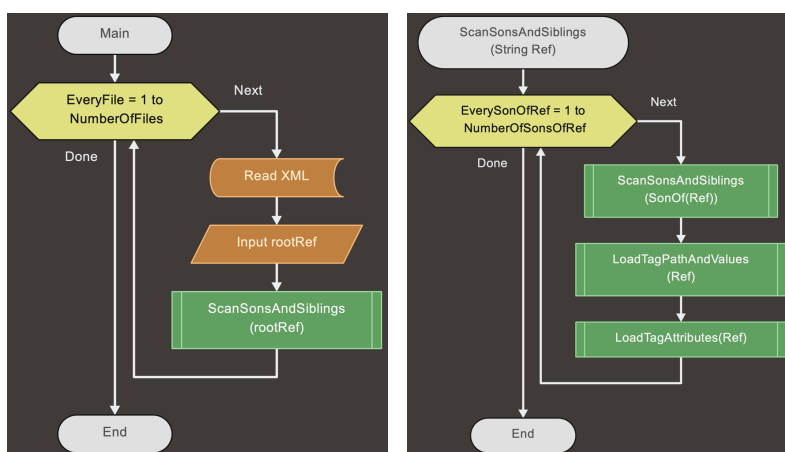 Main
EveryFile = 1 to
NumberOfFiles
Next
Done
Read XML
Input rootRef
ScanSonsAndSiblings
(rootRef)
End
ScanSonsAndSiblings
(String Ref)
EverySonOfRef = 1 to
NumberOfSonsOfRef
Next
Done
ScanSonsAndSiblings
(SonOf(Ref))
LoadTagPathAndValues
(Ref)
LoadTagAttributes(Ref)
End